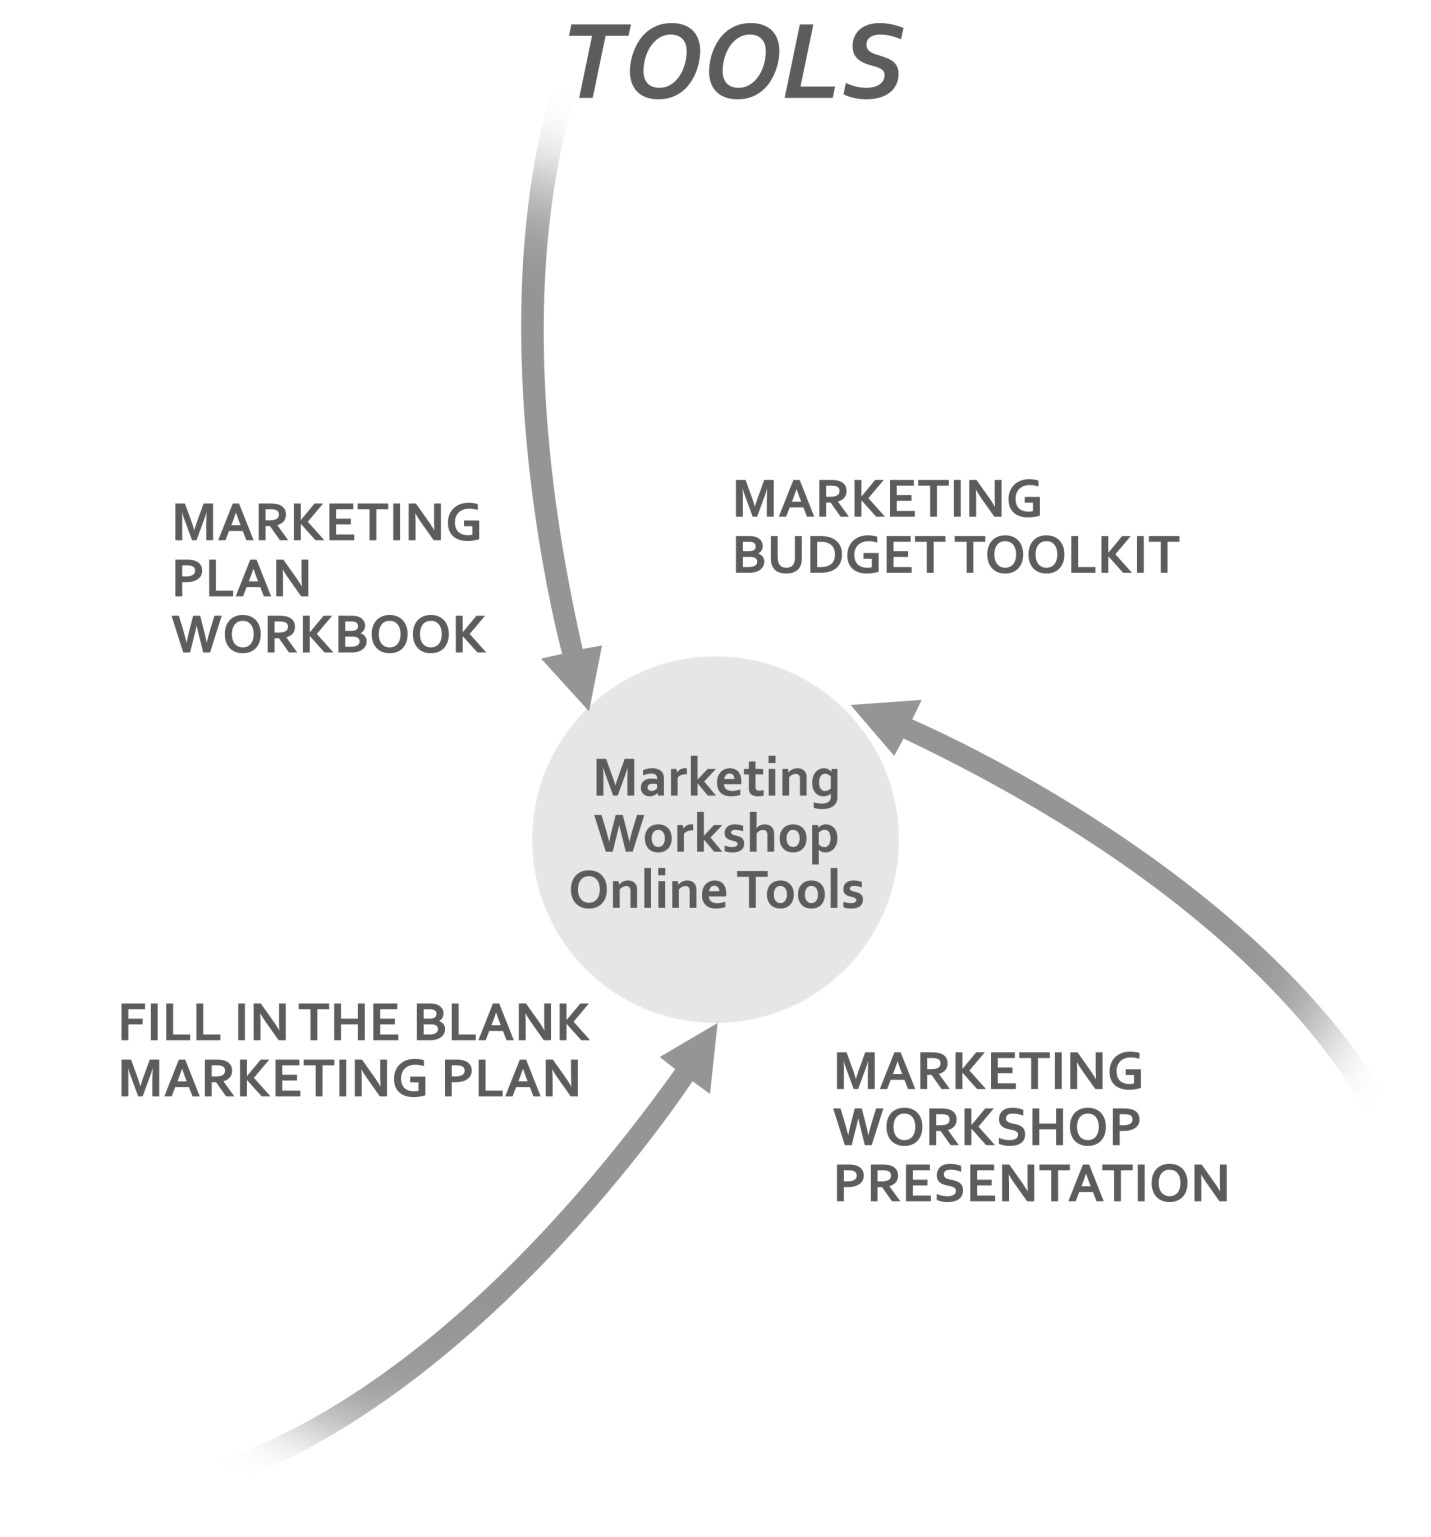 TOOLS
MARKETING
PLAN
WORKBOOK
MARKETING
BUDGET TOOLKIT
Marketing
Workshop
Online Tools
FILL IN THE BLANK
MARKETING PLAN
MARKETING
WORKSHOP
PRESENTATION